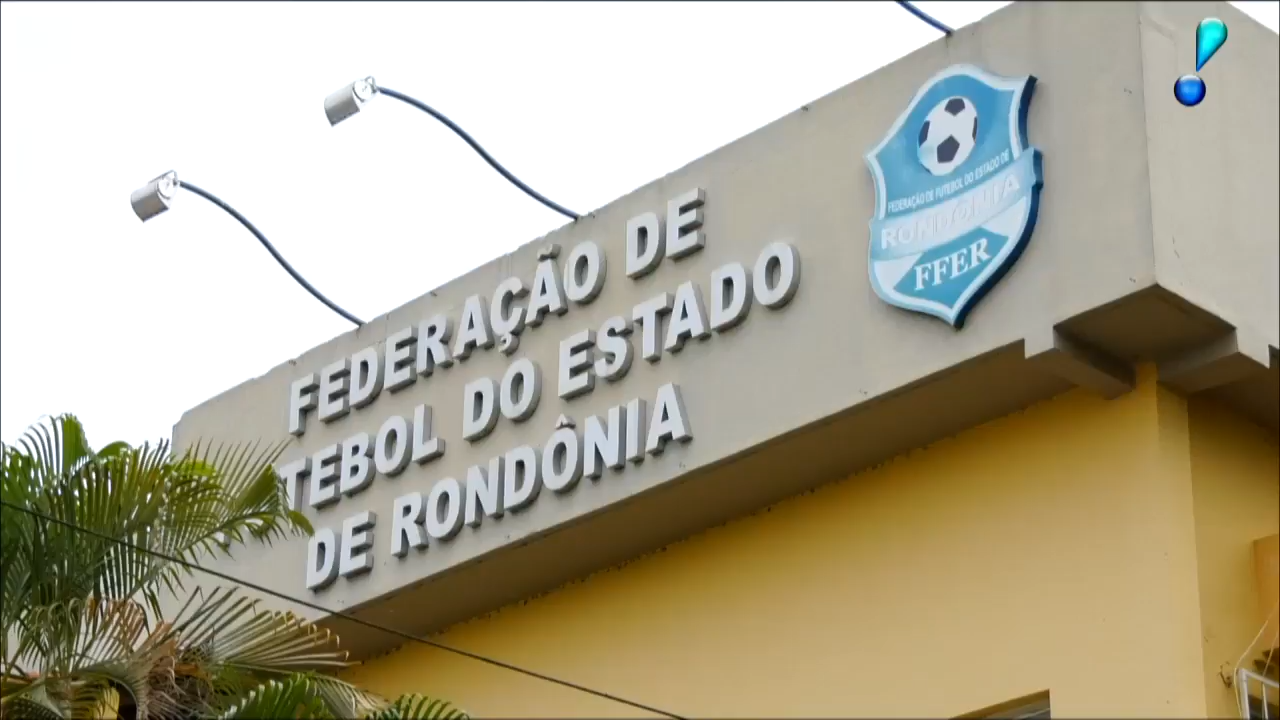 FEDERAÇÃO DE
TEBOL DO ESTADO
DE RONDÔNIA
FEDERAÇÃO DE FUTEBOL DO ESTADO DE
RONDÔNIA
FFER